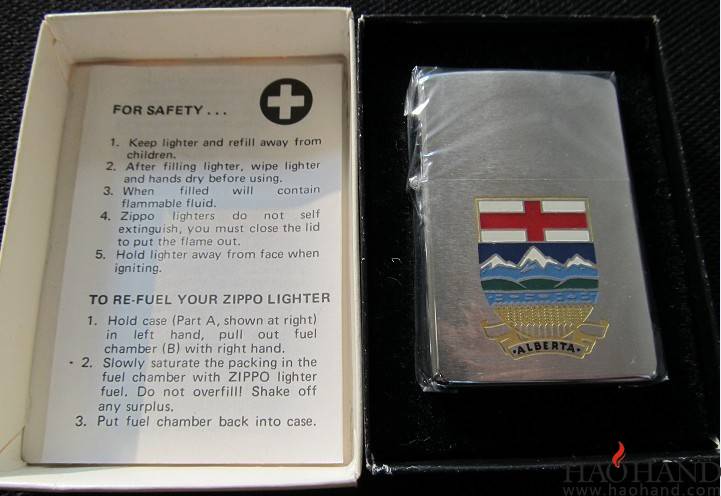 FOR SAFETY...
1. Keep lighter and refill away from
children.
2. After filling lighter, wipe lighter
and hands dry before using.
3. When filled will contain
flammable fluid.
4. Zippo lighters do not self
extinguish, you must close the lid
to put the flame out.
5. Hold lighter away from face when
igniting.
TO RE-FUEL YOUR ZIPPO LIGHTER
1. Hold case (Part A, shown at right)
in left hand, pull out fuel
chamber (B) with right hand.
2. Slowly saturate the packing in the
fuel chamber with ZIPPO lighter
fuel. Do not overfill! Shake off
any surplus.
3. Put fuel chamber back into case.
·ALBERTA·
HAOHAND
www.haohand.com